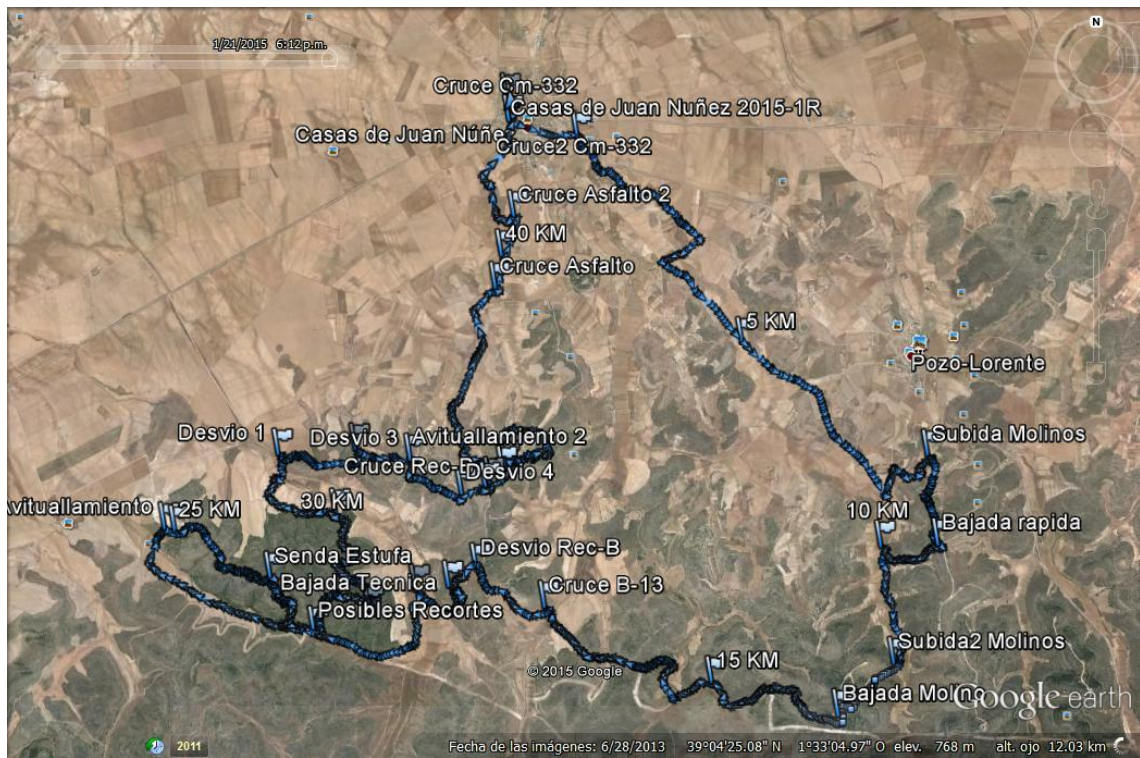 1/21/2015 6:12 p.m.
N
Cruce Cm-332
Casas de Juan Nuñez 2015-1R
Casas de Juan Núñe
Cruce2 Cm-332
Cruce Asfalto 2
40 KM
Cruce Asfalto
5 KM
Pozo-Lorente
Desvio 1
Desvio 3
Avituallamiento 2
Subida Molinos
Cruce Rec-B
Desvio 4
Avituallamiento
25 KM
30 KM
10 KM
Bajada rapida
Senda Estufa
Desvio Rec-B
Bajada Tecnica
Cruce B-13
Posibles Recortes
Subida2 Molinos
15 KM
© 2015 Google
Bajada Molino
Google earth
2011
Fecha de las imágenes: 6/28/2013 39°04'25.08" N 1°33'04.97" O elev. 768 m alt. ojo 12.03 km